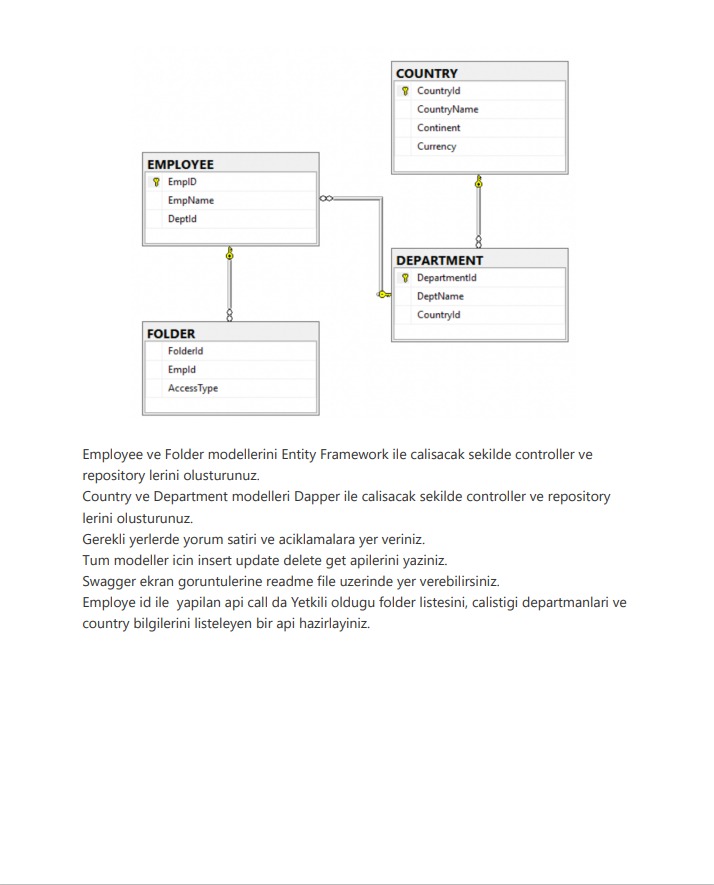 COUNTRY
CountryId
CountryName
Continent
Currency
EMPLOYEE
EmpID
EmpName
DeptId
DEPARTMENT
DepartmentId
DeptName
CountryId
FOLDER
FolderId
EmpId
AccessType
Employee ve Folder modellerini Entity Framework ile calisacak sekilde controller ve
repository lerini olusturunuz.
Country ve Department modelleri Dapper ile calisacak sekilde controller ve repository
lerini olusturunuz.
Gerekli yerlerde yorum satiri ve aciklamalara yer veriniz.
Tum modeller icin insert update delete get apilerini yaziniz.
Swagger ekran goruntulerine readme file uzerinde yer verebilirsiniz.
Employe id ile  yapilan api call da Yetkili oldugu folder listesini, calistigi departmanlari ve
country bilgilerini listeleyen bir api hazirlayiniz.